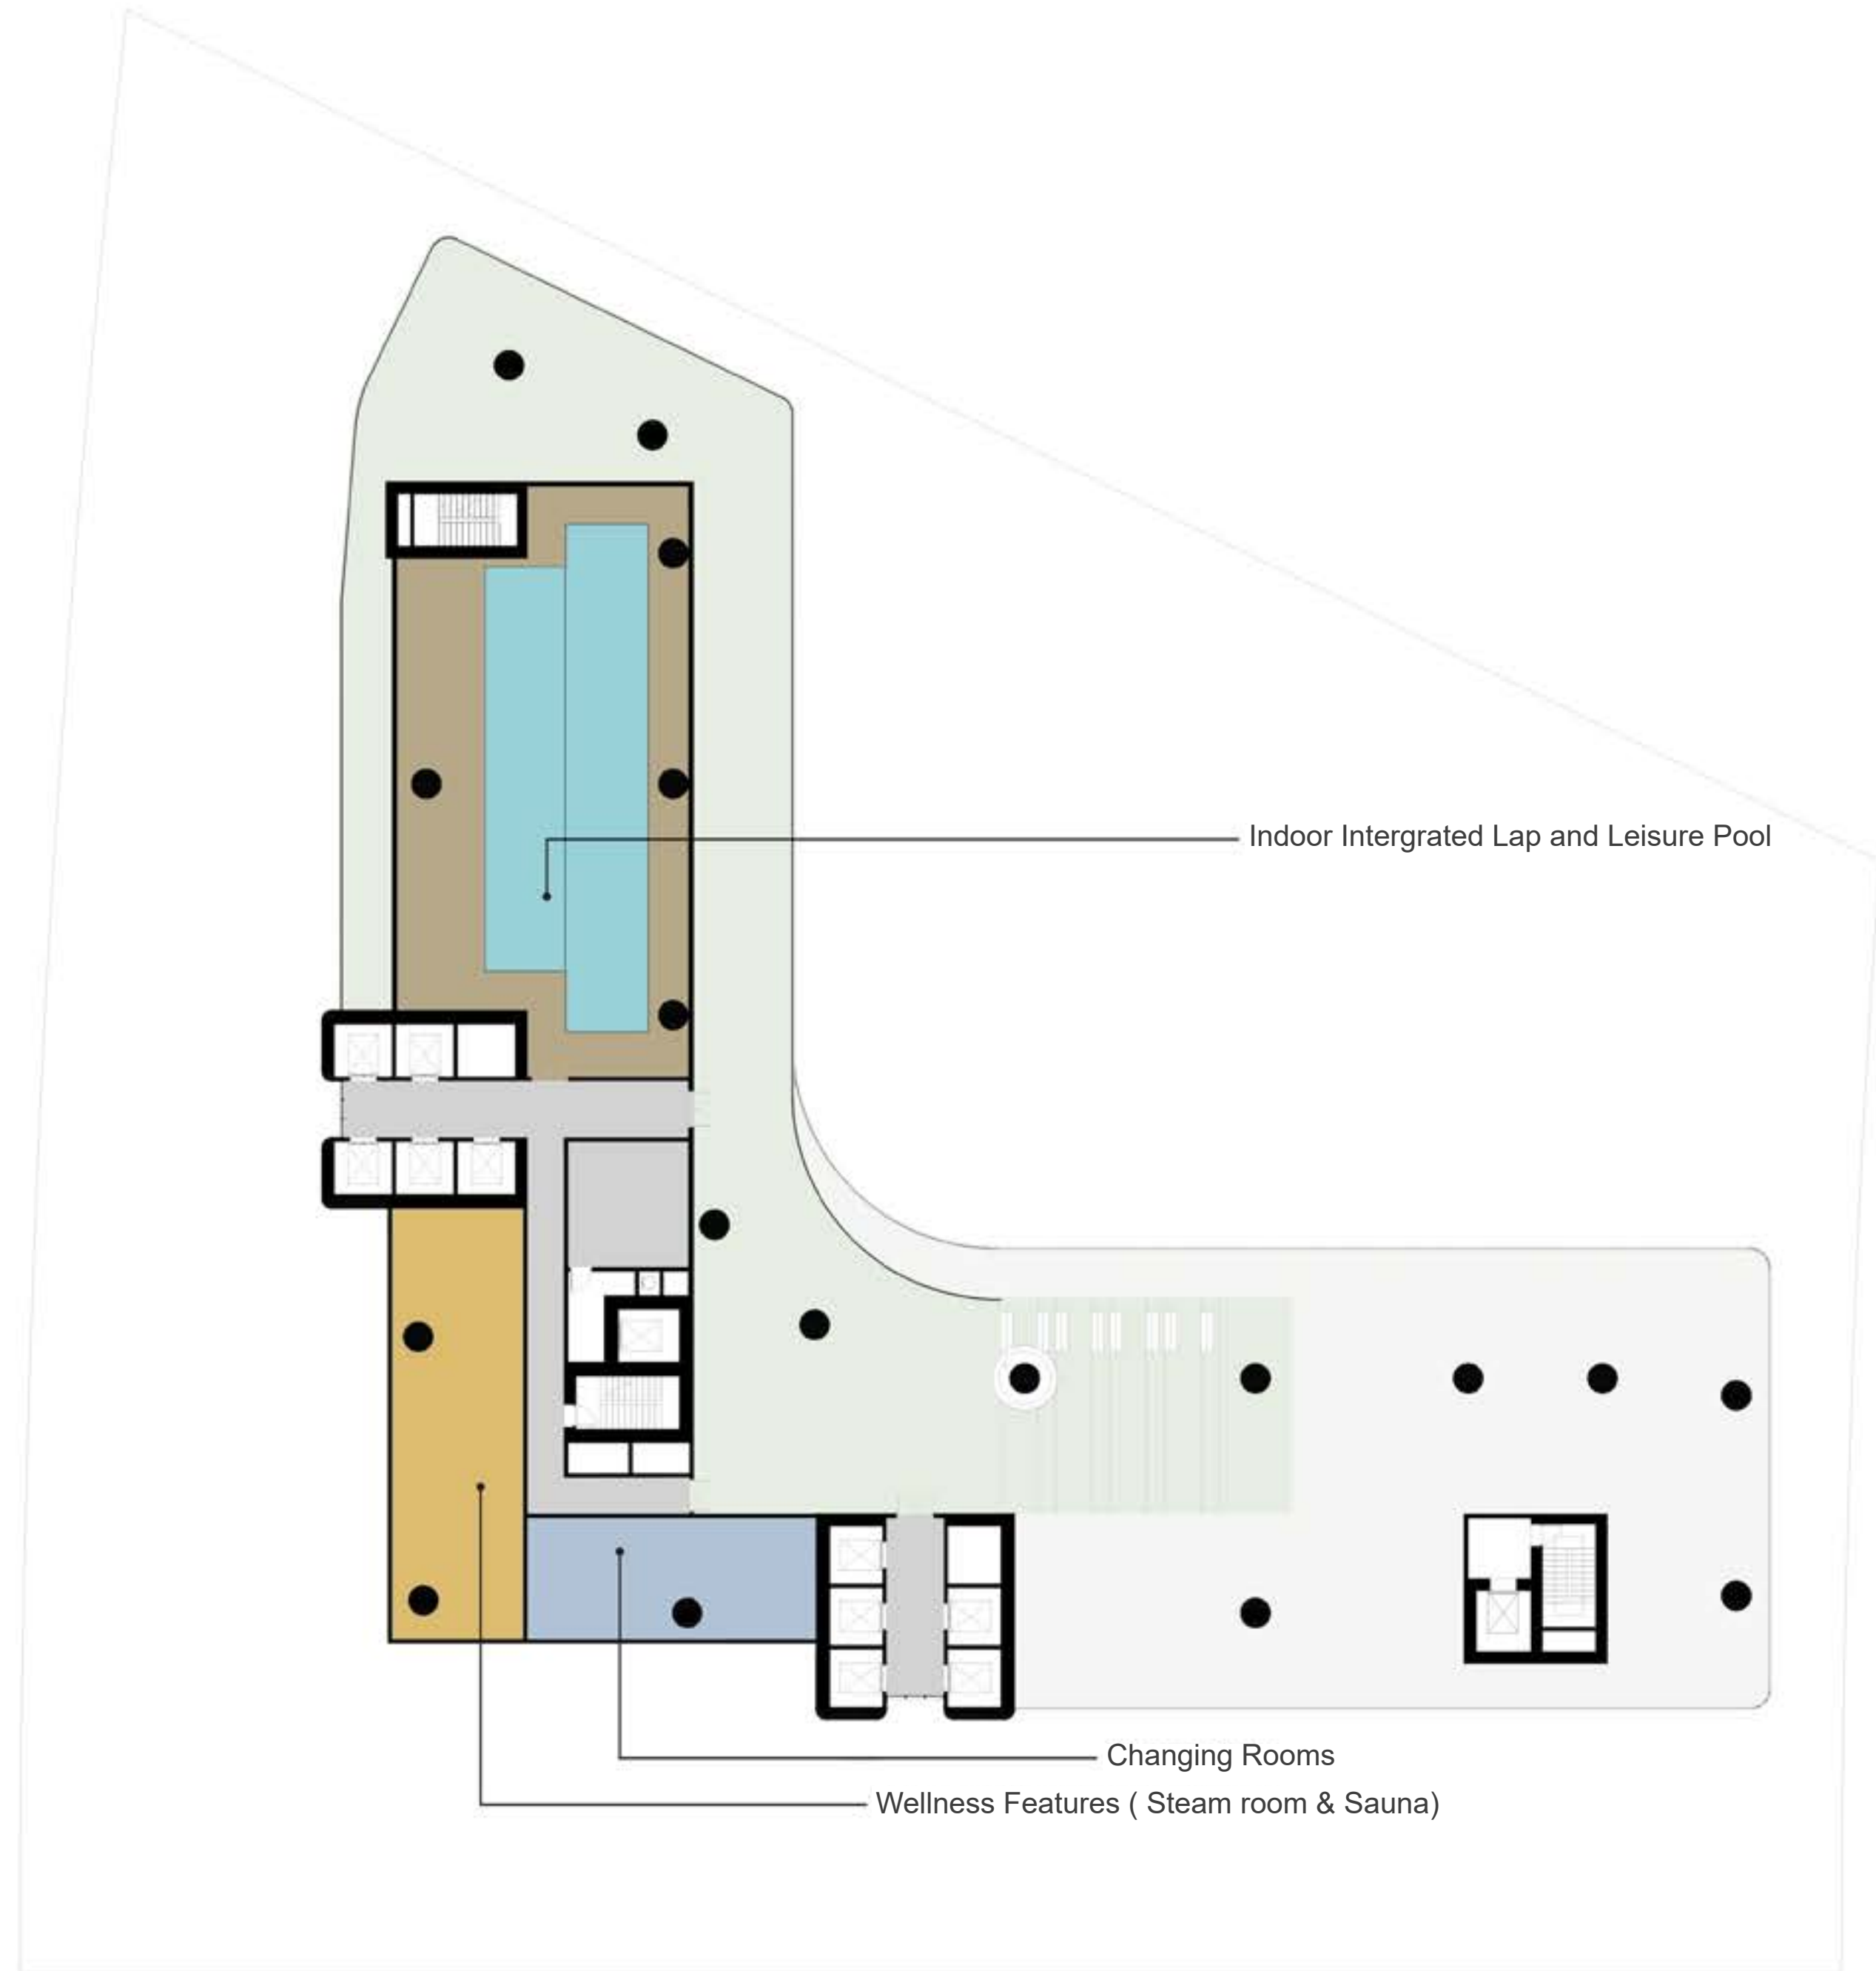 Indoor Intergrated Lap and Leisure Pool
Changing Rooms
Wellness Features ( Steam room & Sauna)